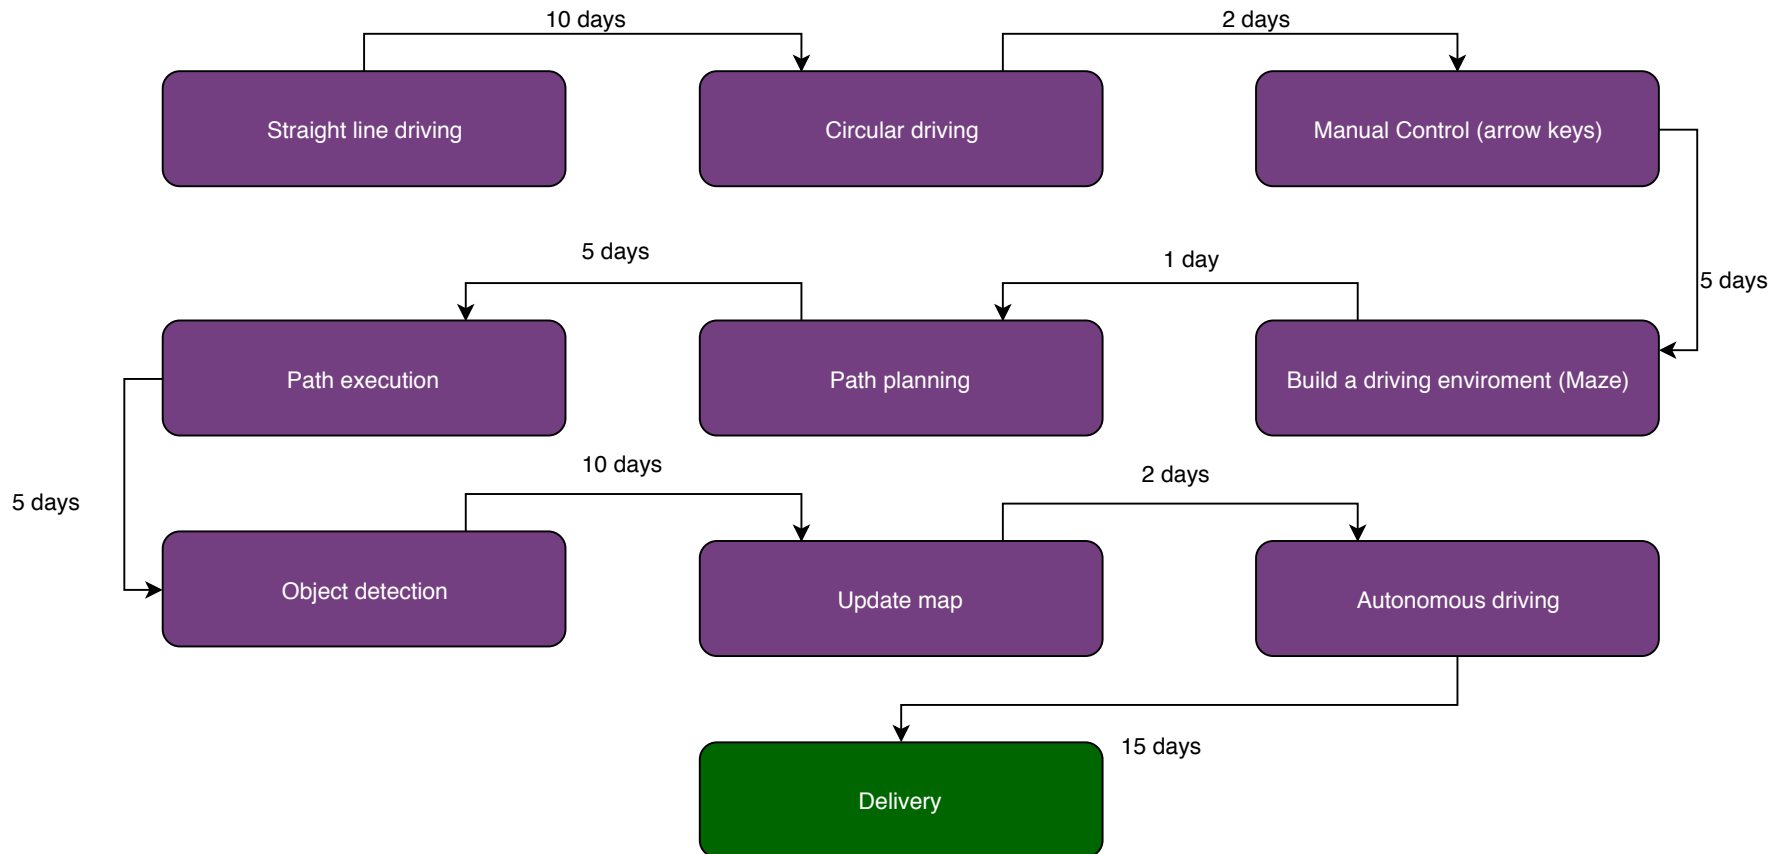 10 days
2 days
Straight line driving
Circular driving
Manual Control (arrow keys)
5 days
1 day
5 days
Path execution
Path planning
Build a driving enviroment (Maze)
10 days
2 days
5 days
Object detection
Update map
Autonomous driving
15 days
Delivery